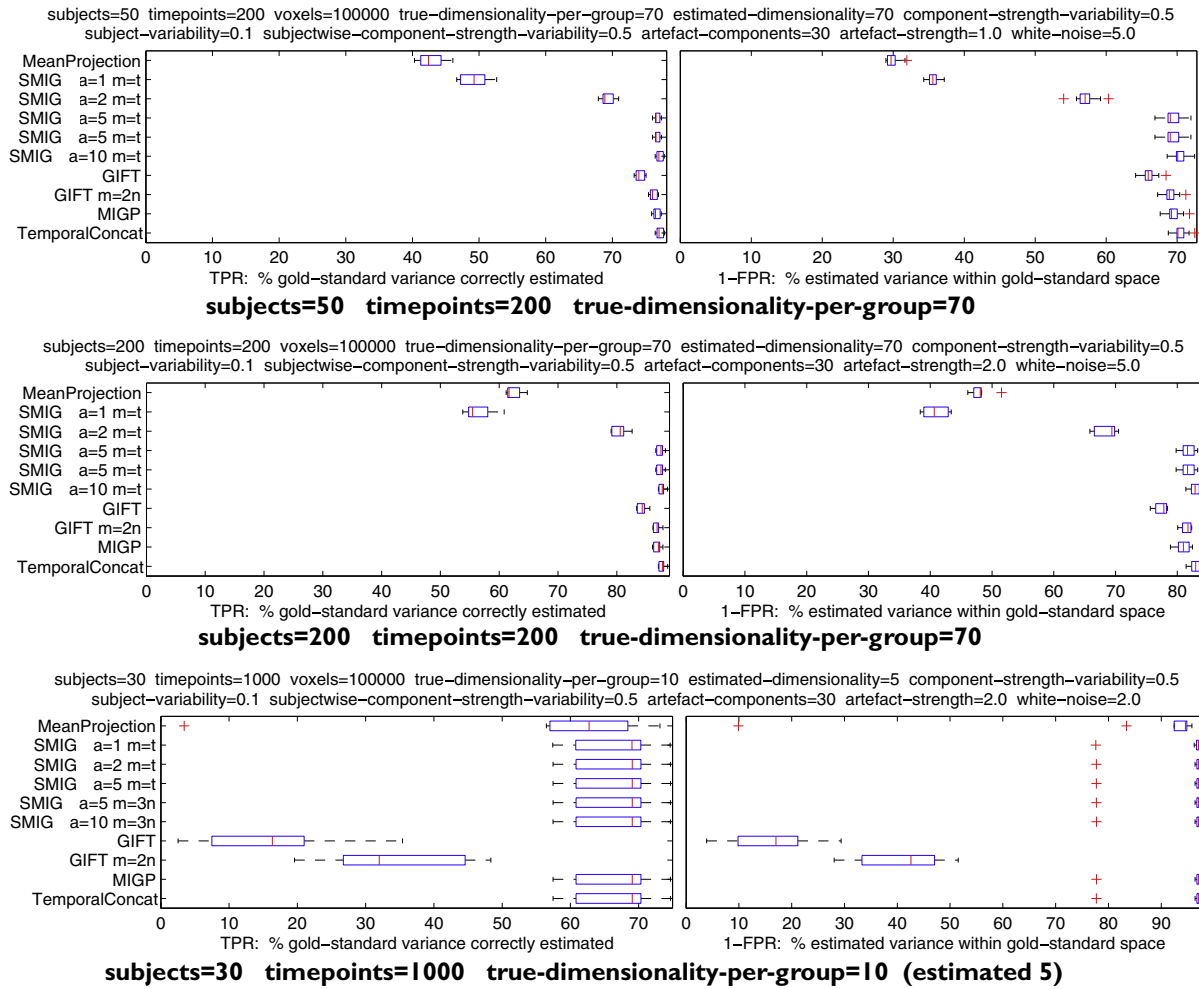 subjects=50 timepoints=200 voxels=100000 true−dimensionality−per−group=70 estimated−dimensionality=70 component−strength−variability=0.5
subject−variability=0.1 subjectwise−component−strength−variability=0.5 artefact−components=30 artefact−strength=1.0 white−noise=5.0
MeanProjection
SMIG a=1 m=t
SMIG a=2 m=t
SMIG a=5 m=t
SMIG a=5 m=t
SMIG a=10 m=t
GIFT
GIFT m=2n
MIGP
TemporalConcat
0 10 20 30 40 50 60 70 0 10 20 30 40 50 60 70
TPR: % gold−standard variance correctly estimated 1−FPR: % estimated variance within gold−standard space
subjects=50 timepoints=200 true-dimensionality-per-group=70
subjects=200 timepoints=200 voxels=100000 true−dimensionality−per−group=70 estimated−dimensionality=70 component−strength−variability=0.5
subject−variability=0.1 subjectwise−component−strength−variability=0.5 artefact−components=30 artefact−strength=2.0 white−noise=5.0
MeanProjection
SMIG a=1 m=t
SMIG a=2 m=t
SMIG a=5 m=t
SMIG a=5 m=t
SMIG a=10 m=t
GIFT
GIFT m=2n
MIGP
TemporalConcat
0 10 20 30 40 50 60 70 80 0 10 20 30 40 50 60 70 80
TPR: % gold−standard variance correctly estimated 1−FPR: % estimated variance within gold−standard space
subjects=200 timepoints=200 true-dimensionality-per-group=70
subjects=30 timepoints=1000 voxels=100000 true−dimensionality−per−group=10 estimated−dimensionality=5 component−strength−variability=0.5
subject−variability=0.1 subjectwise−component−strength−variability=0.5 artefact−components=30 artefact−strength=2.0 white−noise=2.0
MeanProjection
SMIG a=1 m=t
SMIG a=2 m=t
SMIG a=5 m=t
SMIG a=5 m=3n
SMIG a=10 m=3n
GIFT
GIFT m=2n
MIGP
TemporalConcat
0 10 20 30 40 50 60 70 0 10 20 30 40 50 60 70 80 90
TPR: % gold−standard variance correctly estimated 1−FPR: % estimated variance within gold−standard space
subjects=30 timepoints=1000 true-dimensionality-per-group=10 (estimated 5)